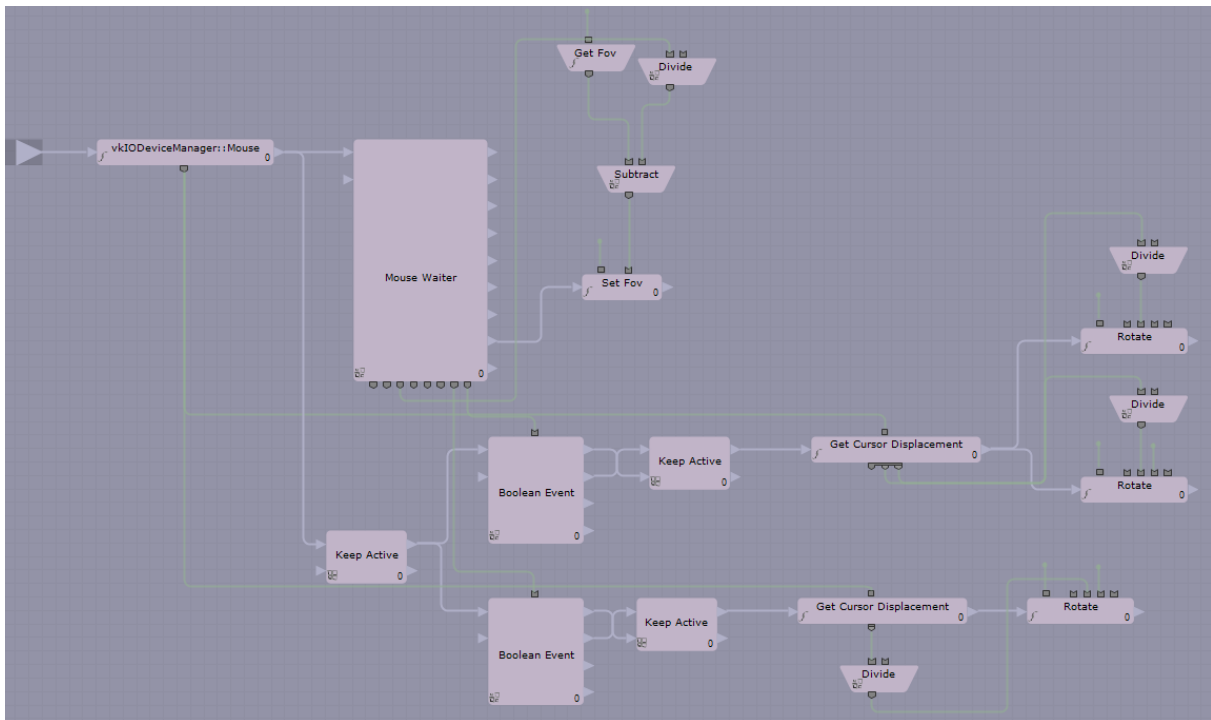 Get Fov
Divide
vkIODeviceManager::Mouse
0
Subtract
Mouse Waiter
0
Set Fov
0
Divide
Rotate
0
Divide
Get Cursor Displacement
0
Keep Active
0
Boolean Event
0
Rotate
0
Keep Active
0
Get Cursor Displacement
0
Rotate
0
Keep Active
0
Boolean Event
0
Divide